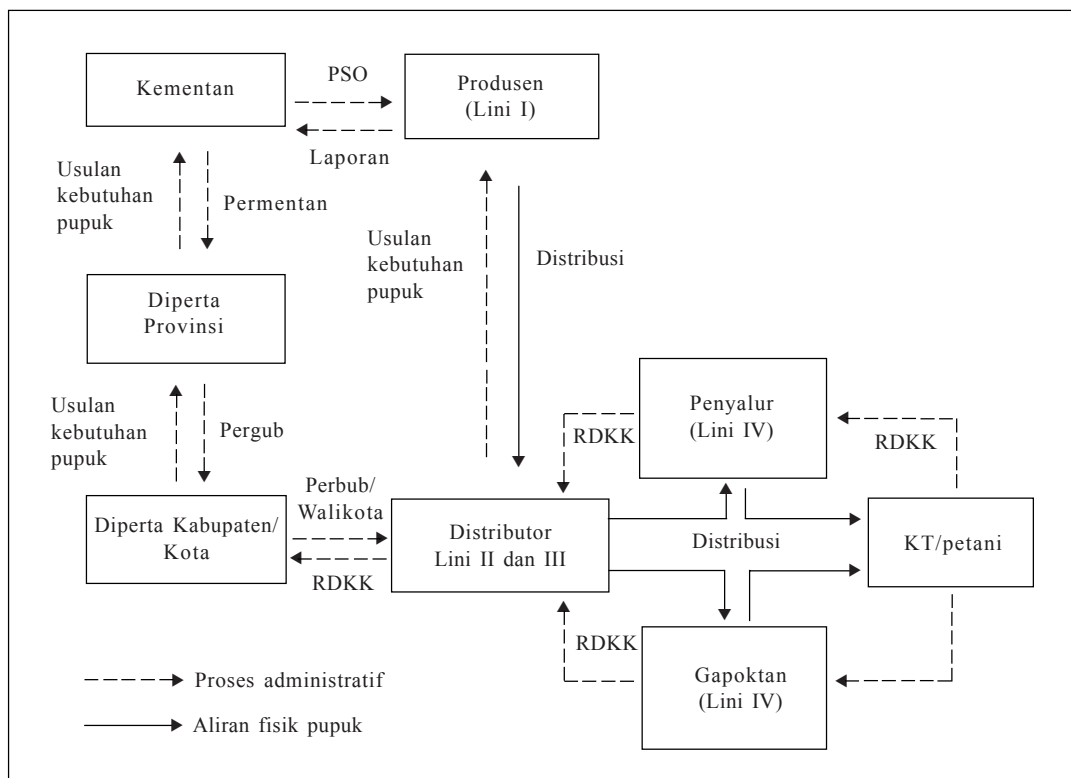 Kementan
PSO
Produsen
(Lini I)
Laporan
Usulan
kebutuhan
pupuk
Permentan
Usulan
kebutuhan
pupuk
Distribusi
Diperta
Provinsi
Usulan
kebutuhan
pupuk
Pergub
Penyalur
(Lini IV)
RDKK
RDKK
Perbub/
Walikota
Diperta Kabupaten/
Kota
RDKK
Distributor
Lini II dan III
Distribusi
KT/petani
RDKK
Gapoktan
(Lini IV)
Proses administratif
Aliran fisik pupuk